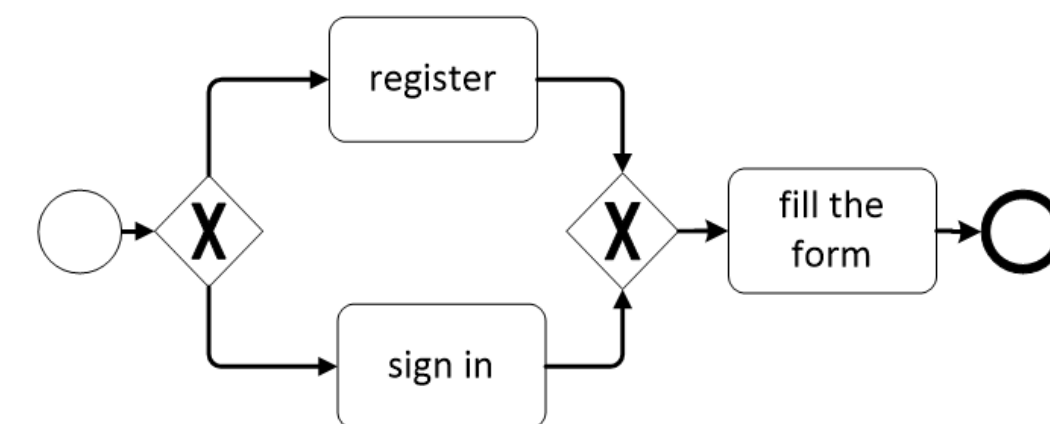 register
X
X
fill the
form
sign in